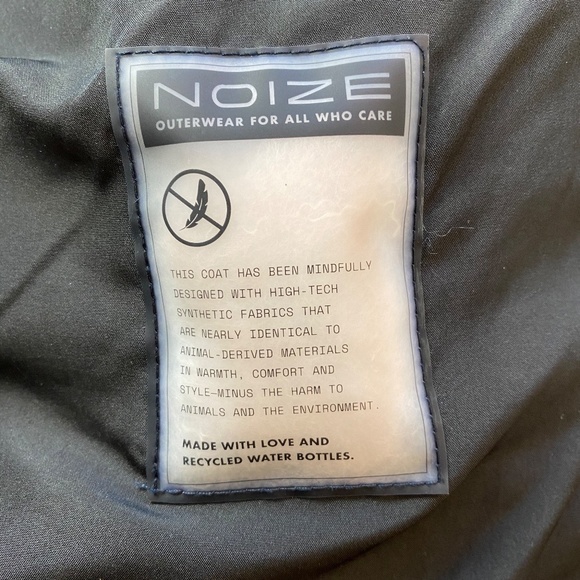 NOIZE
OUTERWEAR FOR ALL WHO CARE
THIS COAT HAS BEEN MINDFULLY
DESIGNED WITH HIGH-TECH
SYNTHETIC FABRICS THAT
ARE NEARLY IDENTICAL TO
ANIMAL-DERIVED MATERIALS
IN WARMTH, COMFORT AND
STYLE—MINUS THE HARM TO
ANIMALS AND THE ENVIRONMENT.
MADE WITH LOVE AND
RECYCLED WATER BOTTLES.